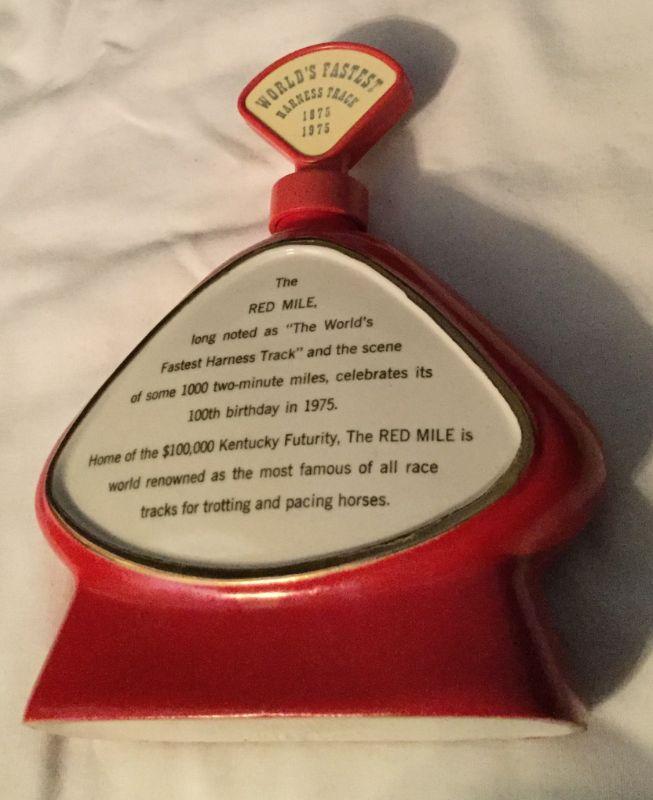 WORLD'S FASTEST
HARNESS TRACK
1875
1975
The
RED MILE,
long noted as "The World's
Fastest Harness Track" and the scene
of some 1000 two-minute miles, celebrates its
100th birthday in 1975.
Home of the $100,000 Kentucky Futurity, The RED MILE is
world renowned as the most famous of all race
tracks for trotting and pacing horses.